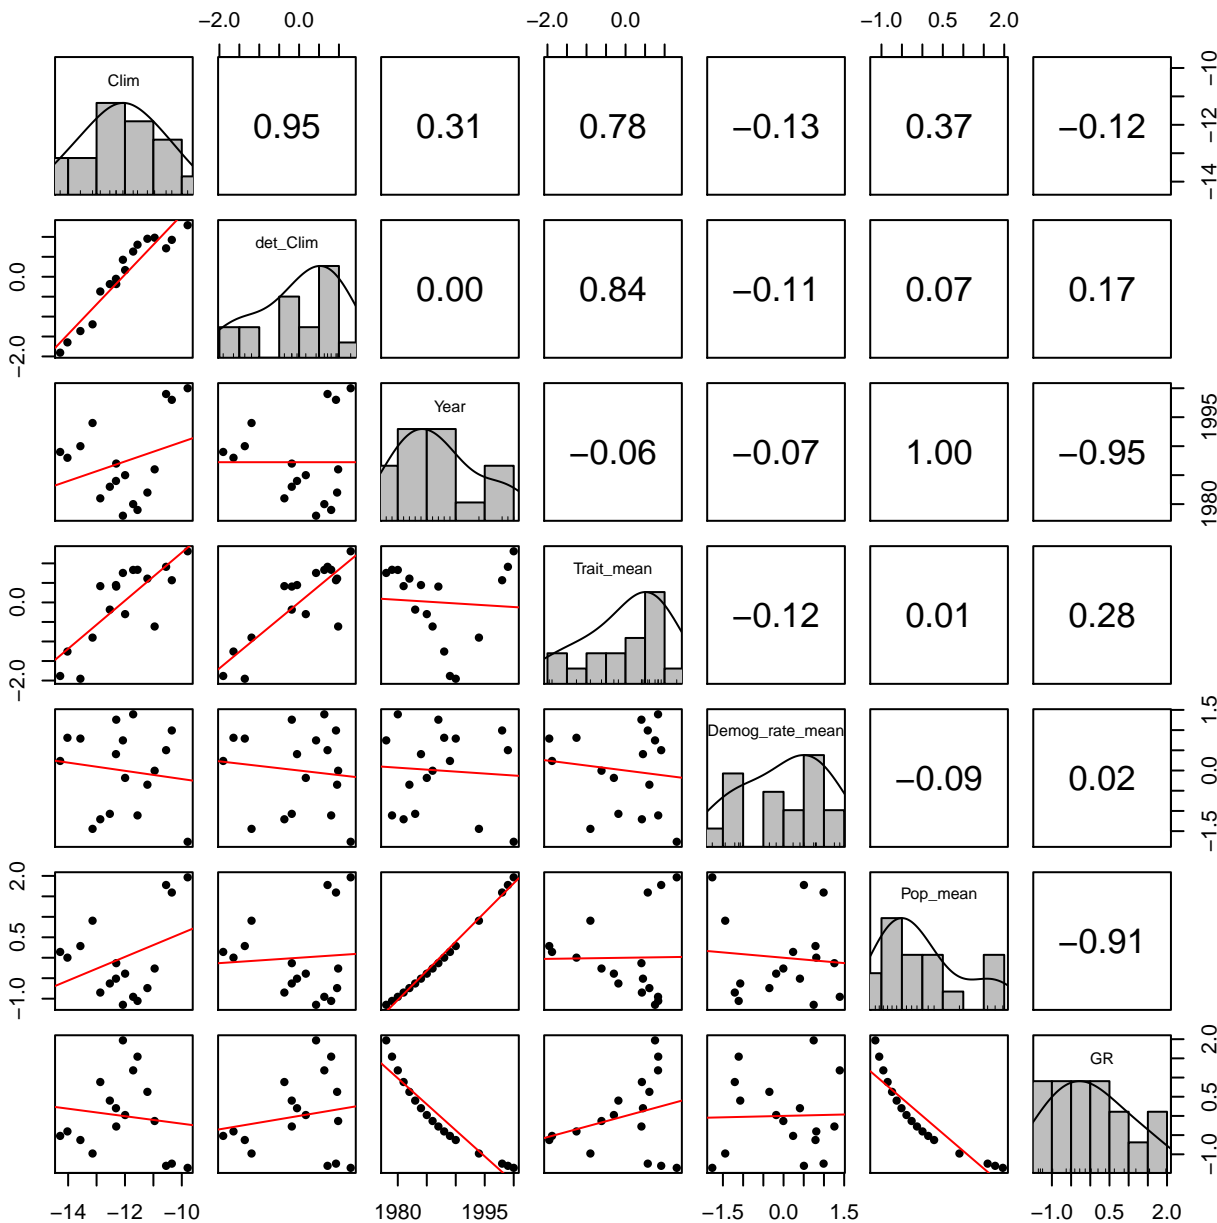 −2.0 0.0 −2.0 0.0 −1.0 0.5 2.0
Clim 0.95 0.31 0.78 −0.13 0.37 −0.12
−14 −12 −10
det_Clim 0.00 0.84 −0.11 0.07 0.17
−2.0 0.0
Year −0.06 −0.07 1.00 −0.95
1980 1995
Trait_mean −0.12 0.01 0.28
−2.0 0.0
Demog_rate_mean −0.09 0.02
−1.5 0.0 1.5
Pop_mean −0.91
−1.0 0.5 2.0
GR
−1.0 0.5 2.0
−14 −12 −10 1980 1995 −1.5 0.0 1.5 −1.0 0.5 2.0